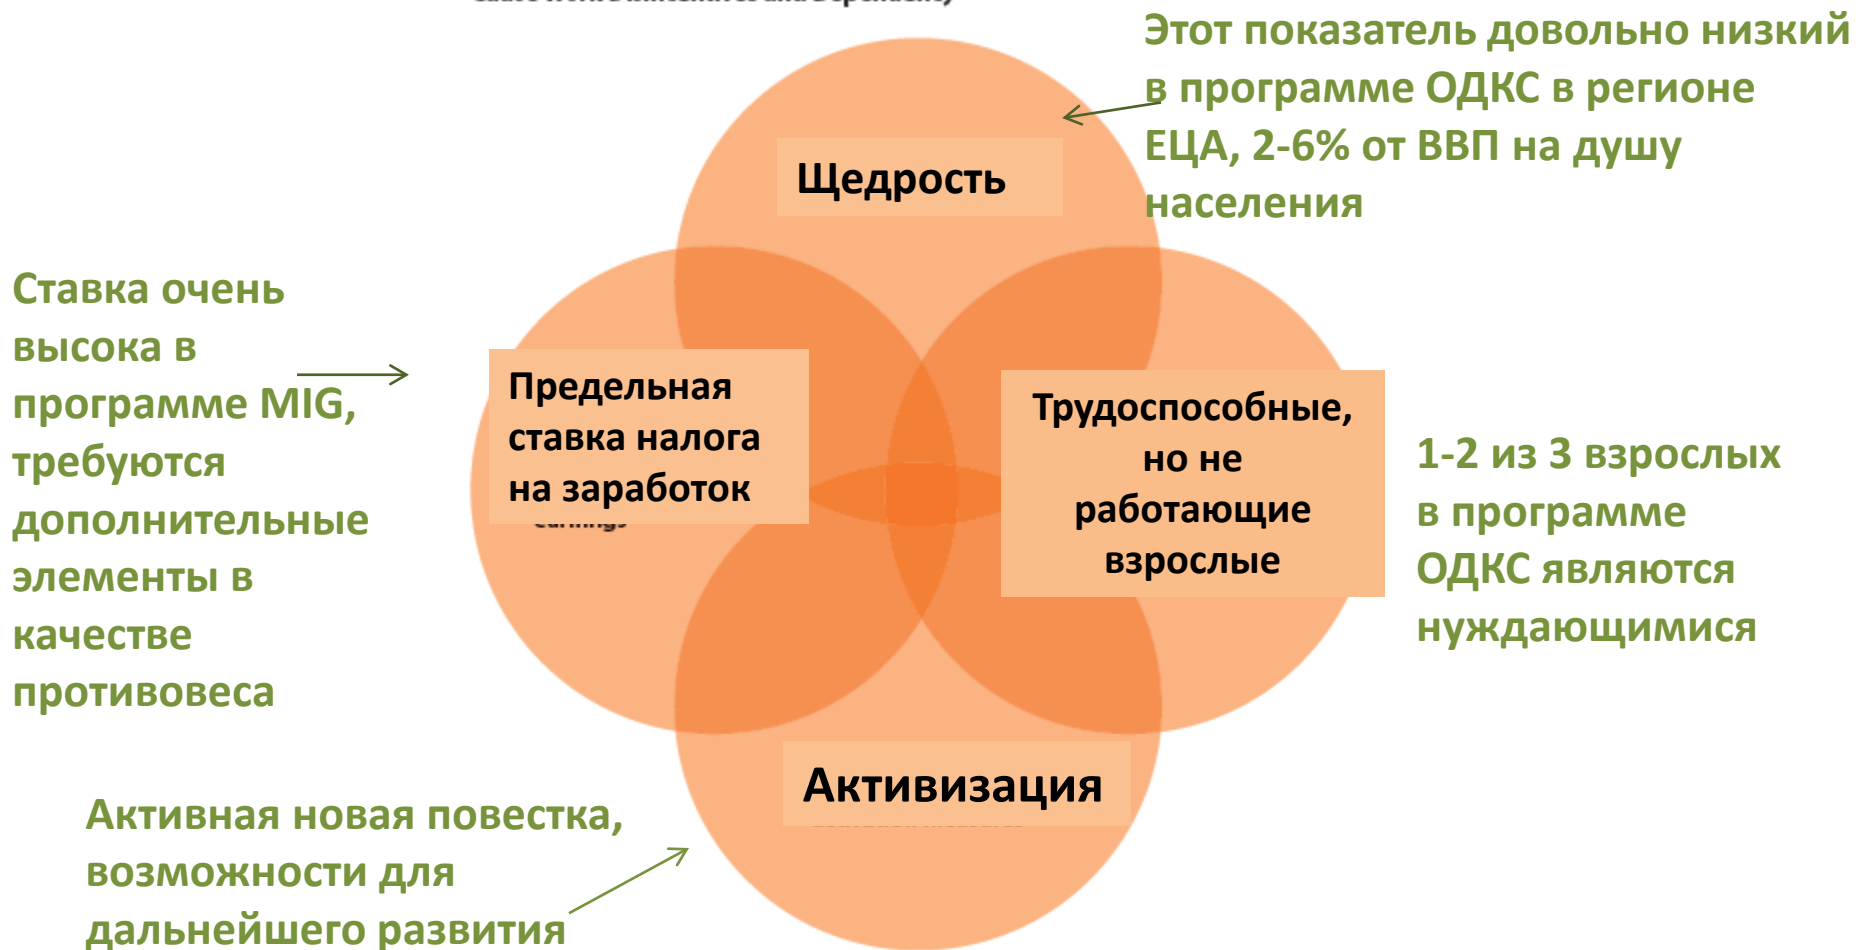 Этот показатель довольно низкий
в программе ОДКС в регионе
ЕЦА, 2-6% от ВВП на душу
населения
Щедрость
Ставка очень
высока в
программе MIG,
требуются
дополнительные
элементы в
качестве
противовеса
Предельная
ставка налога
на заработок
Трудоспособные,
но не
работающие
взрослые
1-2 из 3 взрослых
в программе
ОДКС являются
нуждающимися
Активизация
Активная новая повестка,
возможности для
дальнейшего развития